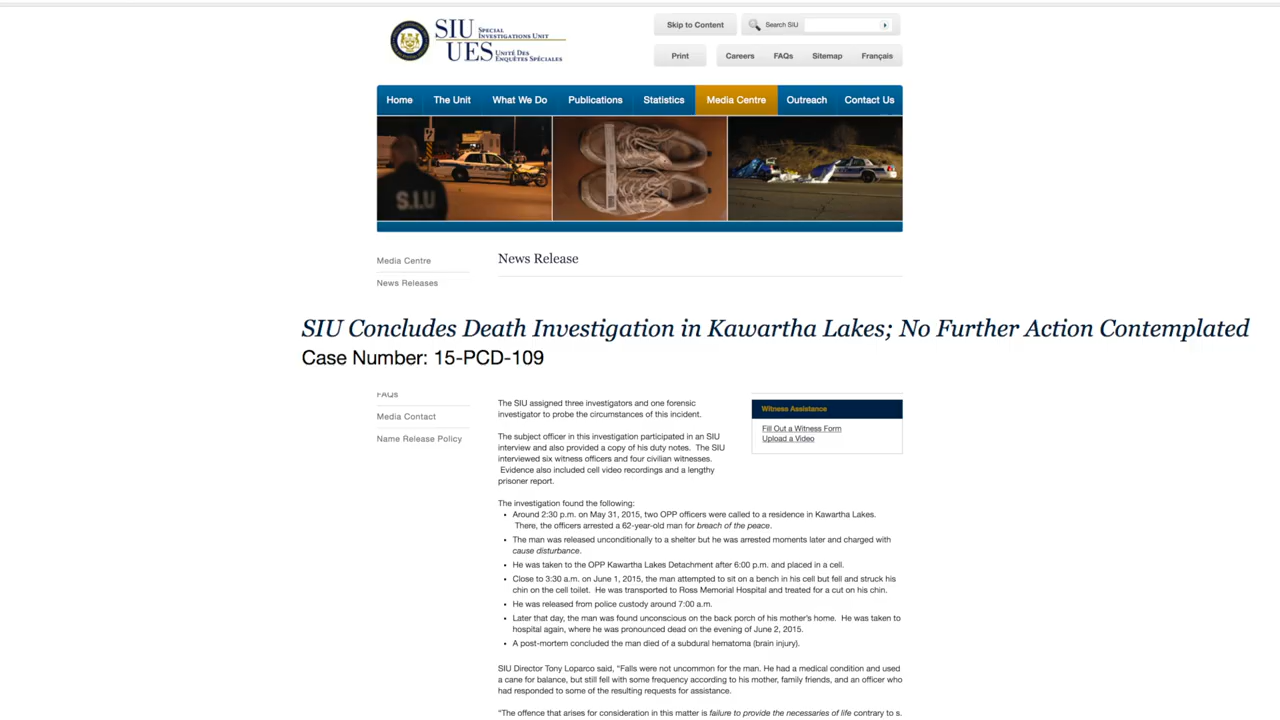 SIU SPECIAL INVESTIGATIONS UNIT
UES UNITÉ DES ENQUÊTES SPÉCIALES
Skip to Content
Search SIU
Print
Careers FAQs Sitemap Français
Home The Unit What We Do Publications Statistics Media Centre Outreach Contact Us
S.I.U
Media Centre
News Releases
News Release
SIU Concludes Death Investigation in Kawartha Lakes; No Further Action Contemplated
Case Number: 15-PCD-109
FAQs
Media Contact
Name Release Policy
The SIU assigned three investigators and one forensic
investigator to probe the circumstances of this incident.
The subject officer in this investigation participated in an SIU
interview and also provided a copy of his duty notes. The SIU
interviewed six witness officers and four civilian witnesses.
Evidence also included cell video recordings and a lengthy
prisoner report.
Witness Assistance
Fill Out a Witness Form
Upload a Video
The investigation found the following:
• Around 2:30 p.m. on May 31, 2015, two OPP officers were called to a residence in Kawartha Lakes.
There, the officers arrested a 62-year-old man for breach of the peace.
• The man was released unconditionally to a shelter but he was arrested moments later and charged with
cause disturbance.
• He was taken to the OPP Kawartha Lakes Detachment after 6:00 p.m. and placed in a cell.
• Close to 3:30 a.m. on June 1, 2015, the man attempted to sit on a bench in his cell but fell and struck his
chin on the cell toilet. He was transported to Ross Memorial Hospital and treated for a cut on his chin.
• He was released from police custody around 7:00 a.m.
• Later that day, the man was found unconscious on the back porch of his mother's home. He was taken to
hospital again, where he was pronounced dead on the evening of June 2, 2015.
• A post-mortem concluded the man died of a subdural hematoma (brain injury).
SIU Director Tony Loparco said, “Falls were not uncommon for the man. He had a medical condition and used
a cane for balance, but still fell with some frequency according to his mother, family friends, and an officer who
had responded to some of the resulting requests for assistance.
“The offence that arises for consideration in this matter is failure to provide the necessaries of life contrary to s.